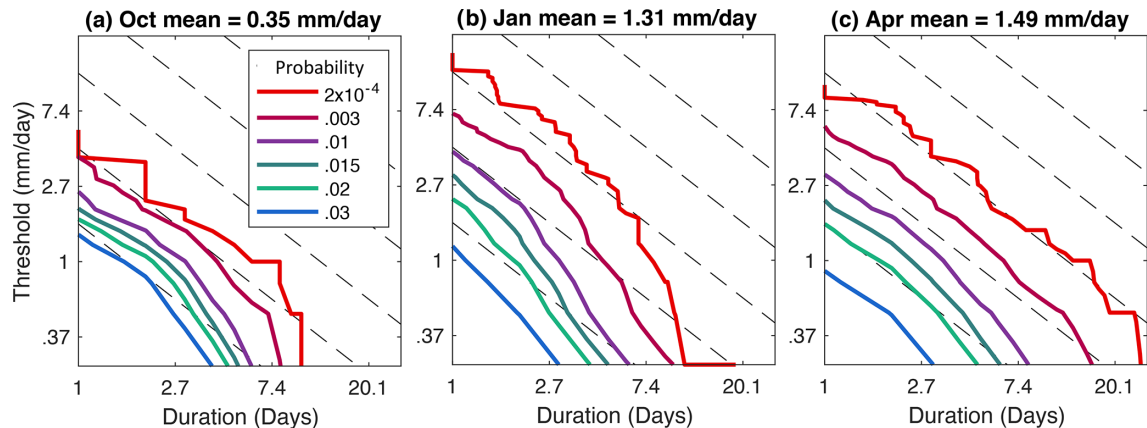 (a) Oct mean = 0.35 mm/day
(b) Jan mean = 1.31 mm/day
(c) Apr mean = 1.49 mm/day
Threshold (mm/day)
7.4
2.7
1
.37
Probability
2x10⁻⁴
.003
.01
.015
.02
.03
1 2.7 7.4 20.1
Duration (Days)
7.4
2.7
1
.37
1 2.7 7.4 20.1
Duration (Days)
7.4
2.7
1
.37
1 2.7 7.4 20.1
Duration (Days)